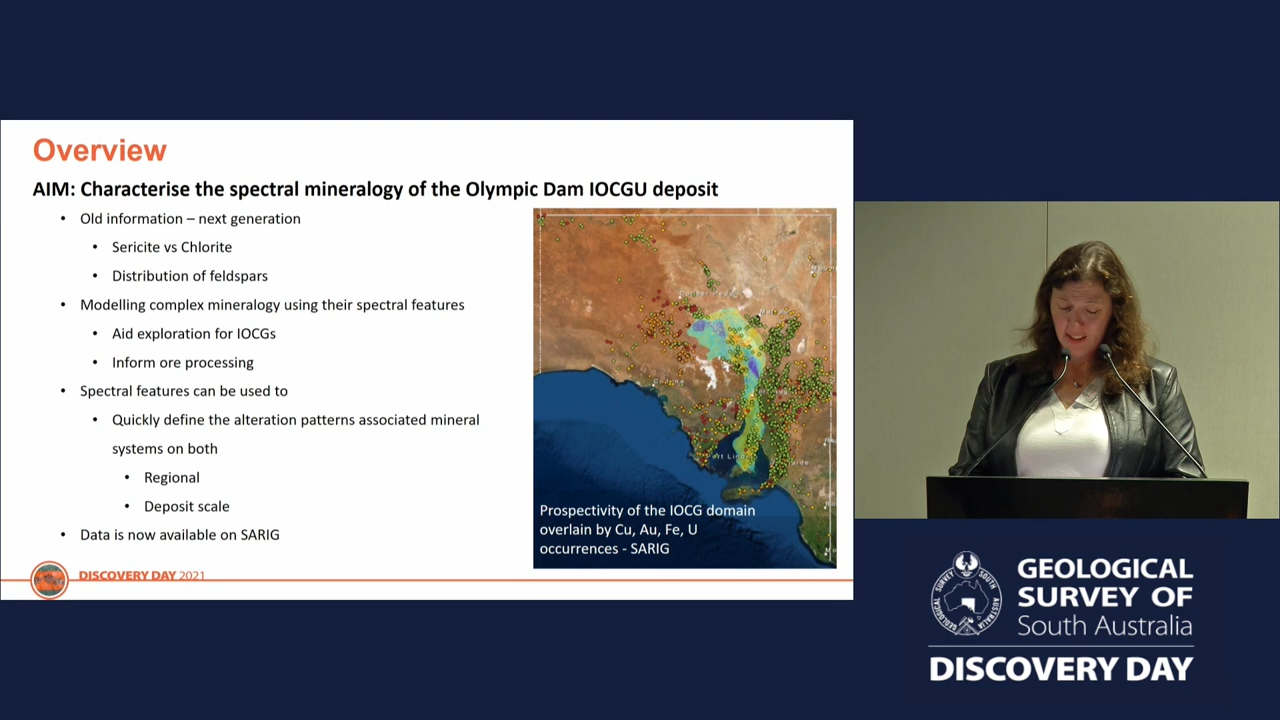 Overview
AIM: Characterise the spectral mineralogy of the Olympic Dam IOCGU deposit
• Old information – next generation
• Sericite vs Chlorite
• Distribution of feldspars
• Modelling complex mineralogy using their spectral features
• Aid exploration for IOCGs
• Inform ore processing
• Spectral features can be used to
• Quickly define the alteration patterns associated mineral
systems on both
• Regional
• Deposit scale
• Data is now available on SARIG
Prospectivity of the IOCG domain
overlain by Cu, Au, Fe, U
occurrences - SARIG
DISCOVERY DAY 2021
GEOLOGICAL SURVEY
SOUTH AUSTRALIA
GEOLOGICAL
SURVEY OF
South Australia
DISCOVERY DAY